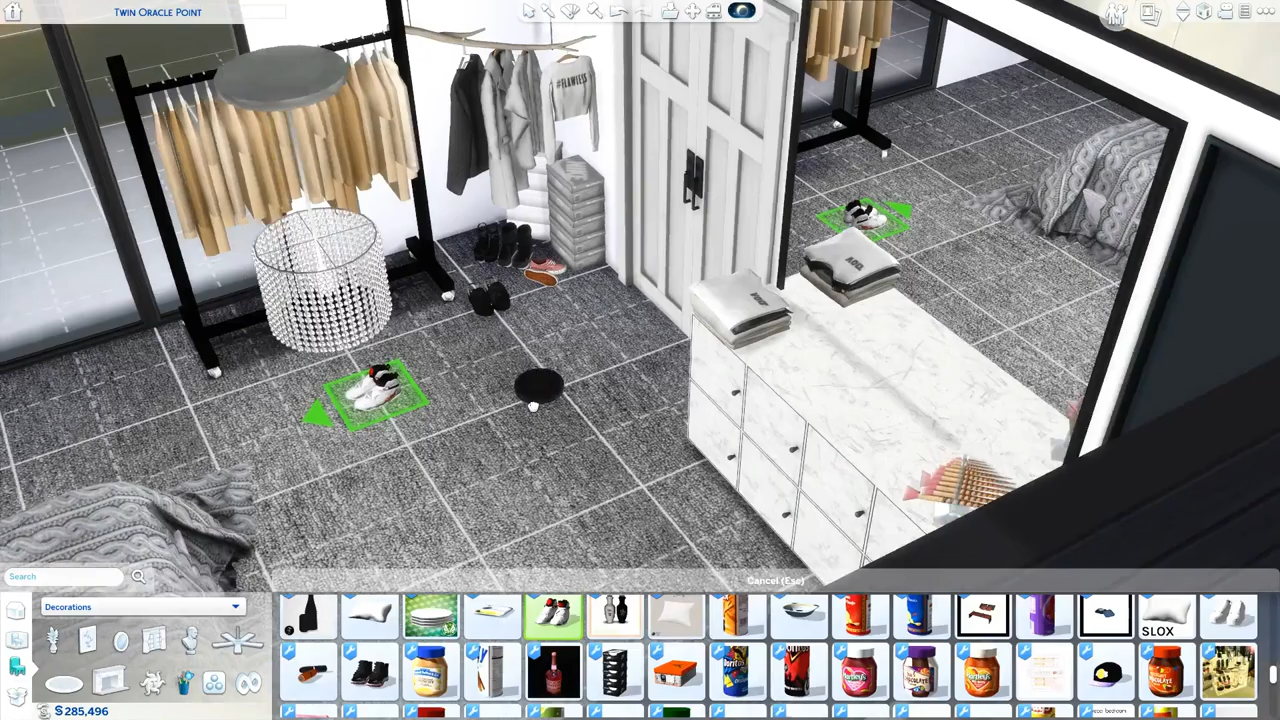 TWIN ORACLE POINT
#FLAWLESS
Cancel (Esc)
Search
Decorations
SLOX
$285,496